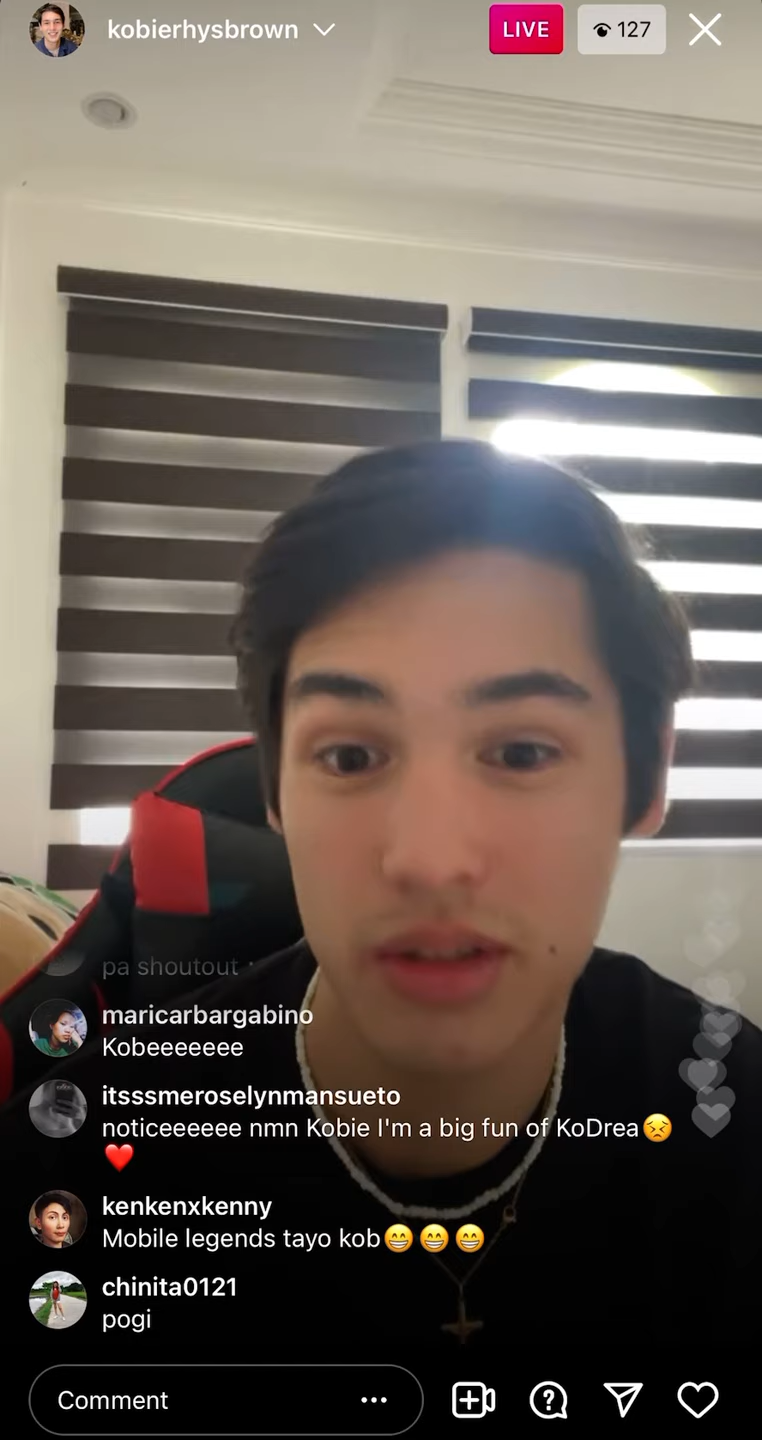 kobierhysbrown
LIVE
127
pa shoutout
maricarbargabino
Kobeeeeeee
itsssmeroselynmansueto
noticeeeeee nmn Kobie I'm a big fun of KoDrea😣
❤️
kenkenxkenny
Mobile legends tayo kob😁😁😁
chinita0121
pogi
Comment